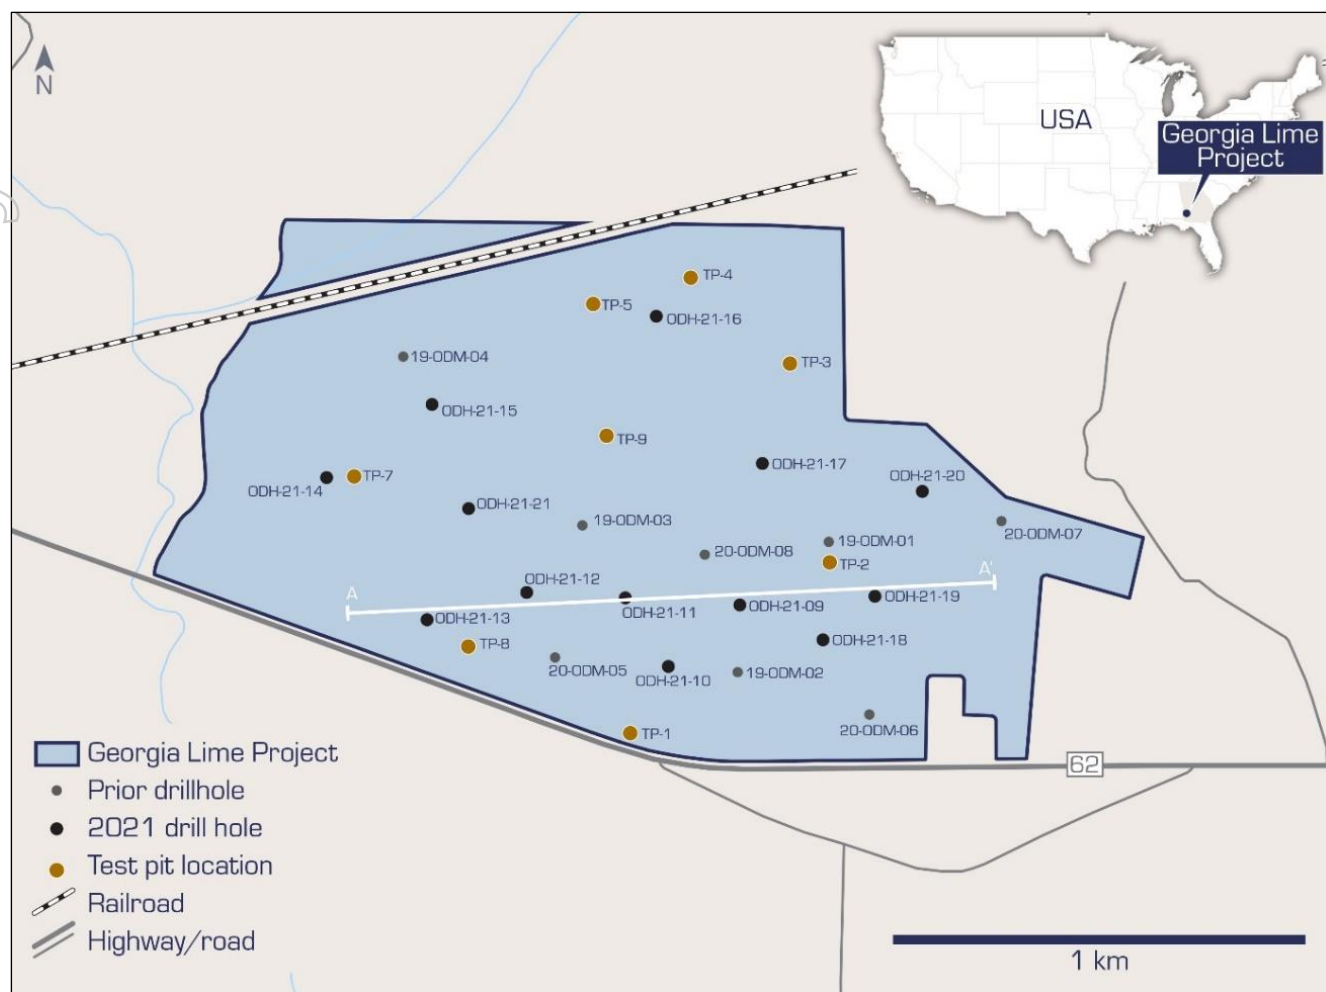 N
USA
Georgia Lime
Project
TP-4
TP-5
ODH-21-16
19-ODM-04
TP-3
ODH-21-15
TP-9
ODH-21-17
ODH-21-20
ODH-21-14
TP-7
ODH-21-21
19-ODM-03
20-ODM-07
19-ODM-01
20-ODM-08
TP-2
A
A'
ODH-21-12
ODH-21-11
ODH-21-09
ODH-21-19
ODH-21-13
TP-8
ODH-21-18
20-ODM-05
ODH-21-10
19-ODM-02
20-ODM-06
TP-1
62
Georgia Lime Project
Prior drillhole
2021 drill hole
Test pit location
Railroad
Highway/road
1 km